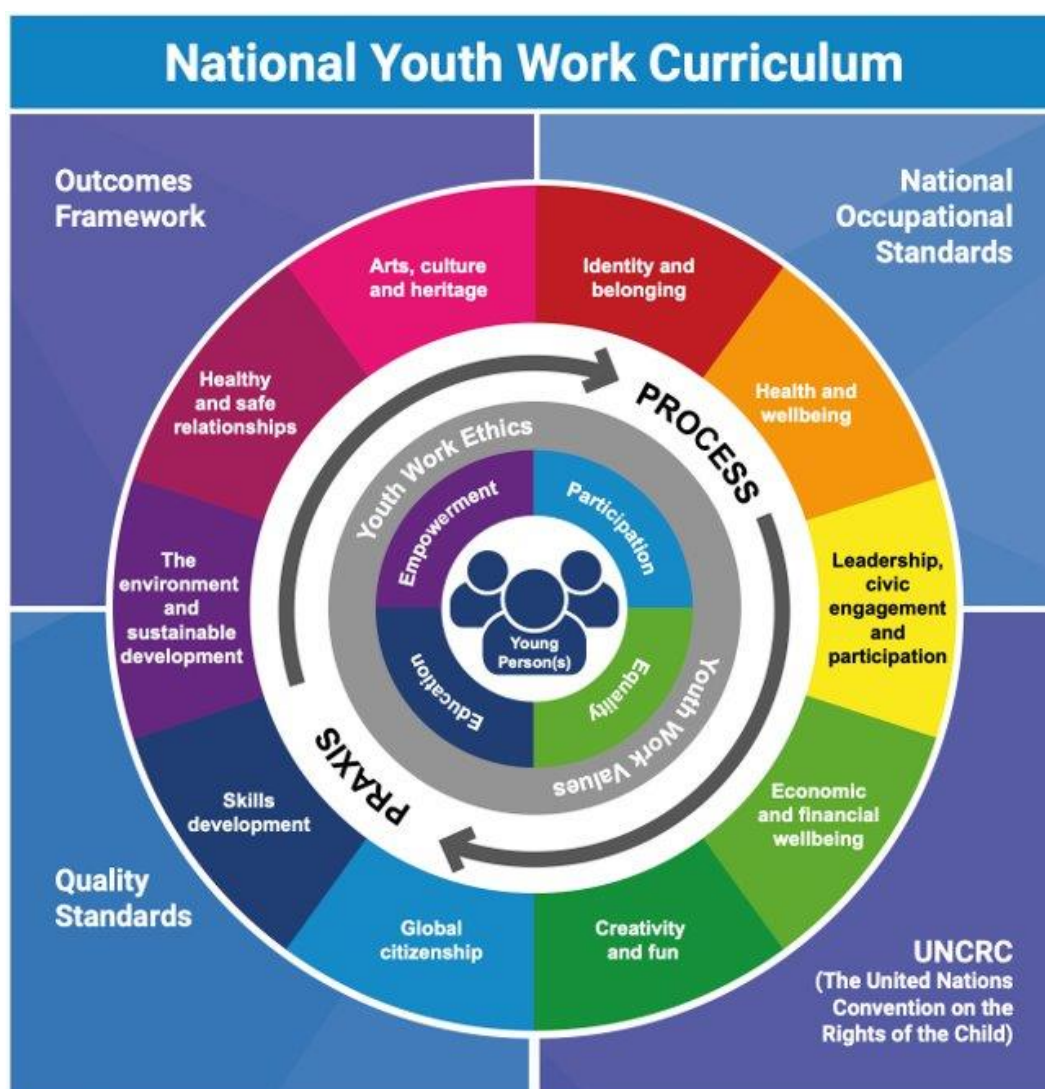 National Youth Work Curriculum
Outcomes
Framework
National
Occupational
Standards
Arts, culture
and heritage
Identity and
belonging
Healthy
and safe
relationships
Health and
wellbeing
PROCESS
Youth Work Ethics
Empowerment
Participation
The
environment
and
sustainable
development
Young
Person(s)
Leadership,
civic
engagement
and
participation
Education
Equality
Youth Work Values
PRAXIS
Skills
development
Economic
and financial
wellbeing
Quality
Standards
Global
citizenship
Creativity
and fun
UNCRC
(The United Nations
Convention on the
Rights of the Child)